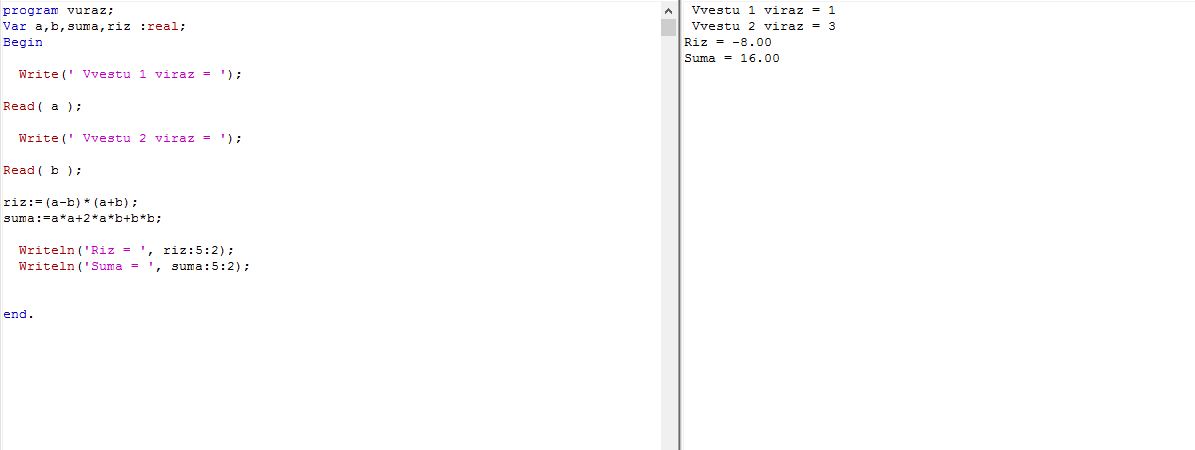 program vuraz;
Var a,b,suma,riz :real;
Begin
Write(' Vvestu 1 viraz = ');
Read( a );
Write(' Vvestu 2 viraz = ');
Read( b );
riz:=(a-b)*(a+b);
suma:=a*a+2*a*b+b*b;
Writeln('Riz = ', riz:5:2);
Writeln('Suma = ', suma:5:2);
end.
Vvestu 1 viraz = 1
Vvestu 2 viraz = 3
Riz = -8.00
Suma = 16.00